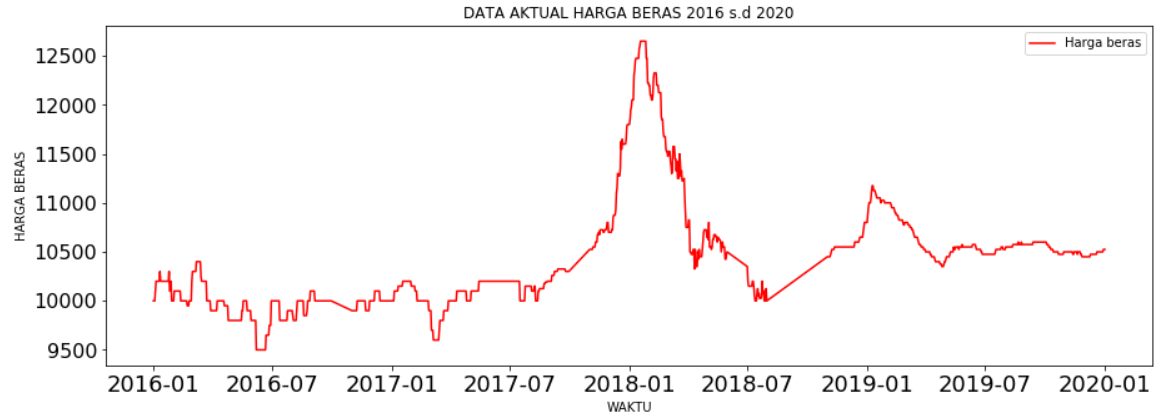 DATA AKTUAL HARGA BERAS 2016 s.d 2020
Harga beras
12500
12000
11500
11000
10500
10000
9500
HARGA BERAS
2016-01 2016-07 2017-01 2017-07 2018-01 2018-07 2019-01 2019-07 2020-01
WAKTU